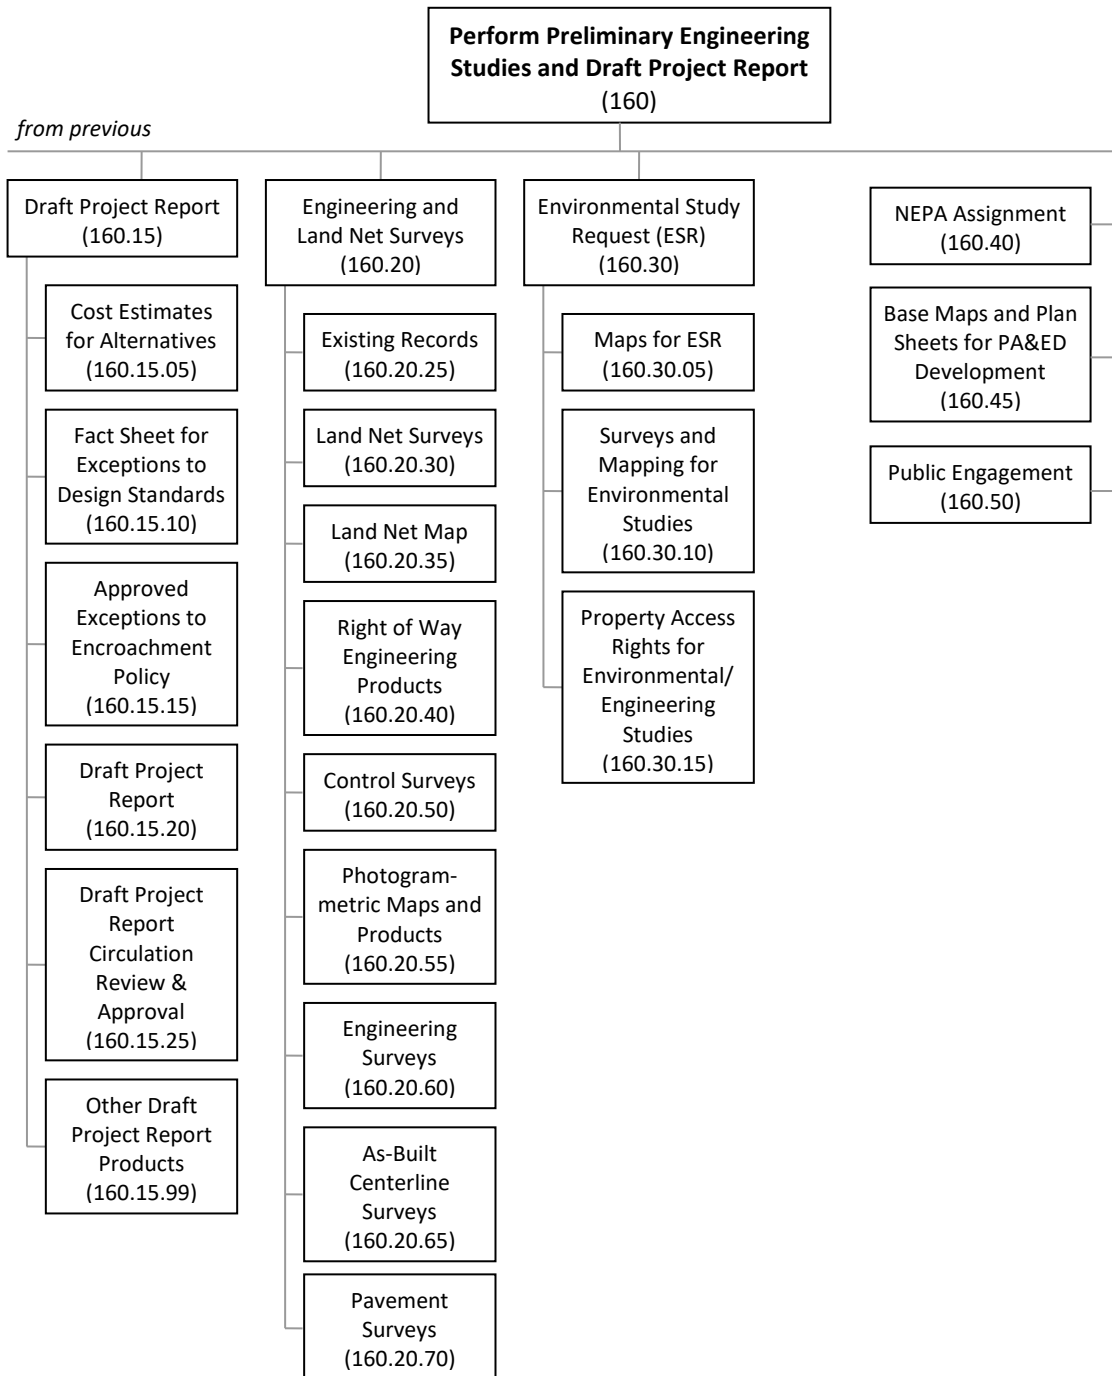 Perform Preliminary Engineering
Studies and Draft Project Report
(160)
from previous
Draft Project Report
(160.15)
Cost Estimates
for Alternatives
(160.15.05)
Fact Sheet for
Exceptions to
Design Standards
(160.15.10)
Approved
Exceptions to
Encroachment
Policy
(160.15.15)
Draft Project
Report
(160.15.20)
Draft Project
Report
Circulation
Review &
Approval
(160.15.25)
Other Draft
Project Report
Products
(160.15.99)
Engineering and
Land Net Surveys
(160.20)
Existing Records
(160.20.25)
Land Net Surveys
(160.20.30)
Land Net Map
(160.20.35)
Right of Way
Engineering
Products
(160.20.40)
Control Surveys
(160.20.50)
Photogram-
metric Maps and
Products
(160.20.55)
Engineering
Surveys
(160.20.60)
As-Built
Centerline
Surveys
(160.20.65)
Pavement
Surveys
(160.20.70)
Environmental Study
Request (ESR)
(160.30)
Maps for ESR
(160.30.05)
Surveys and
Mapping for
Environmental
Studies
(160.30.10)
Property Access
Rights for
Environmental/
Engineering
Studies
(160.30.15)
NEPA Assignment
(160.40)
Base Maps and Plan
Sheets for PA&ED
Development
(160.45)
Public Engagement
(160.50)